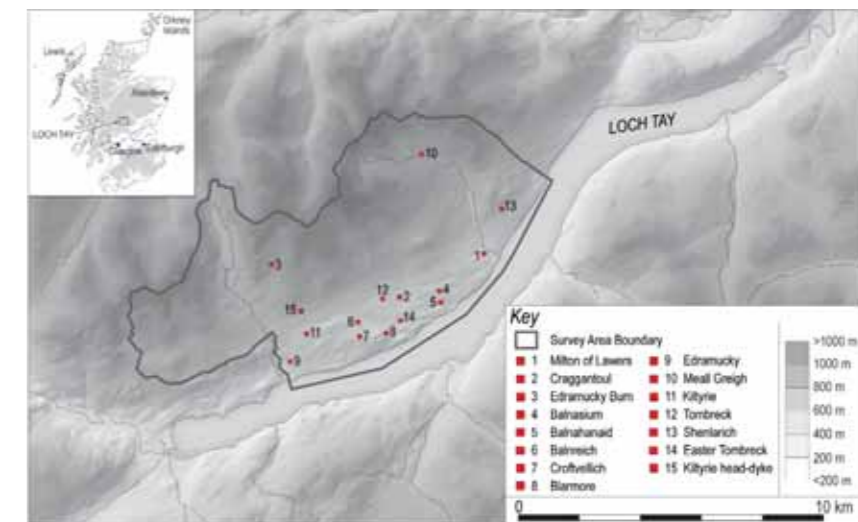 Orkney
Islands
Lewis
Aberdeen
LOCH TAY
Glasgow
Edinburgh
LOCH TAY
10
13
1
3
12
2
4
5
15
6
14
11
7
8
9
Key
Survey Area Boundary
1 Milton of Lawers
2 Craggantoul
3 Edramucky Burn
4 Balnasium
5 Balnahanaid
6 Balnreich
7 Croftvellich
8 Blarmore
9 Edramucky
10 Meall Greigh
11 Kiltyrie
12 Tombreck
13 Shenlarich
14 Easter Tombreck
15 Kiltyrie head-dyke
>1000 m
1000 m
800 m
600 m
400 m
200 m
<200 m
0
10 km